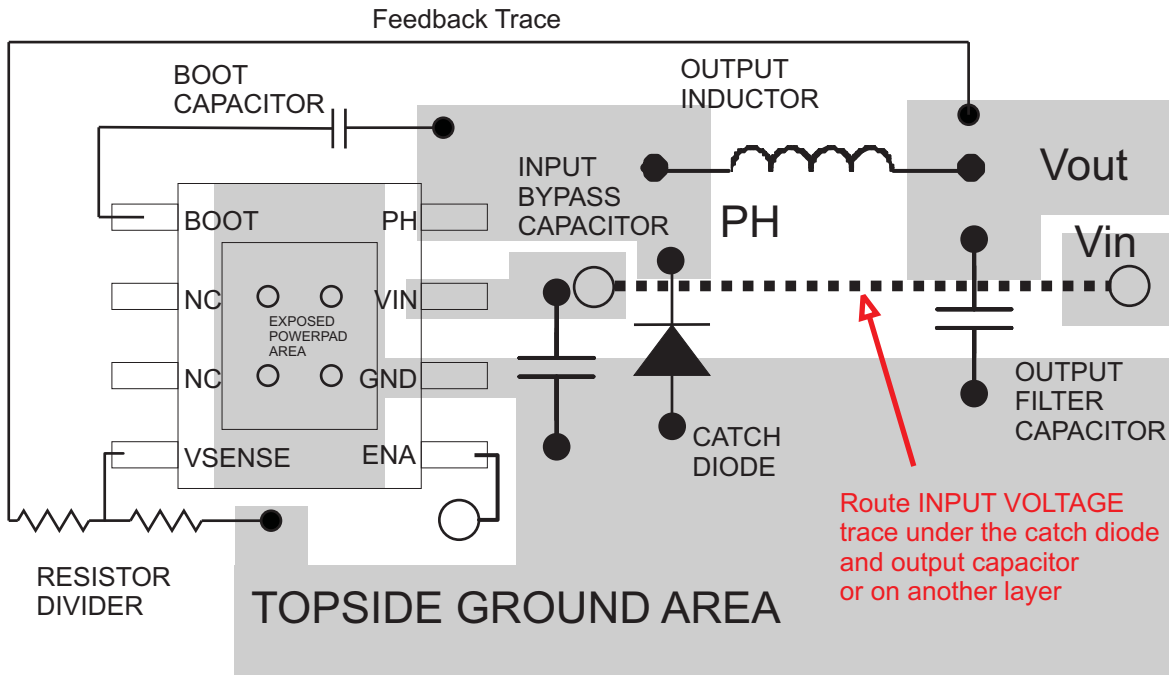 Feedback Trace
BOOT
CAPACITOR
OUTPUT
INDUCTOR
INPUT
BYPASS
CAPACITOR
Vout
PH
Vin
BOOT
PH
NC
VIN
EXPOSED
POWERPAD
AREA
NC
GND
VSENSE
ENA
CATCH
DIODE
OUTPUT
FILTER
CAPACITOR
Route INPUT VOLTAGE
trace under the catch diode
and output capacitor
or on another layer
RESISTOR
DIVIDER
TOPSIDE GROUND AREA